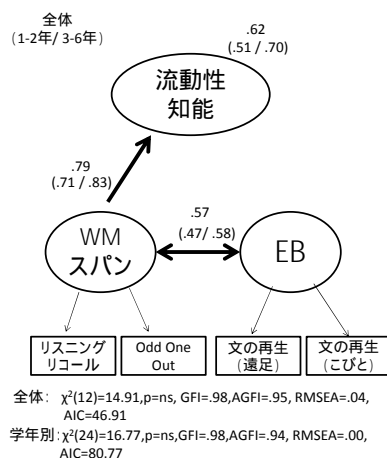 全体
(1-2年/ 3-6年)
.62
(.51 / .70)
流動性
知能
.79
(.71 / .83)
.57
(.47/ .58)
WM
スパン
EB
リスニング
リコール
Odd One
Out
文の再生
(遠足)
文の再生
(こびと)
全体: χ²(12)=14.91,p=ns, GFI=.98,AGFI=.95, RMSEA=.04,
AIC=46.91
学年別:χ²(24)=16.77,p=ns,GFI=.98,AGFI=.94, RMSEA=.00,
AIC=80.77